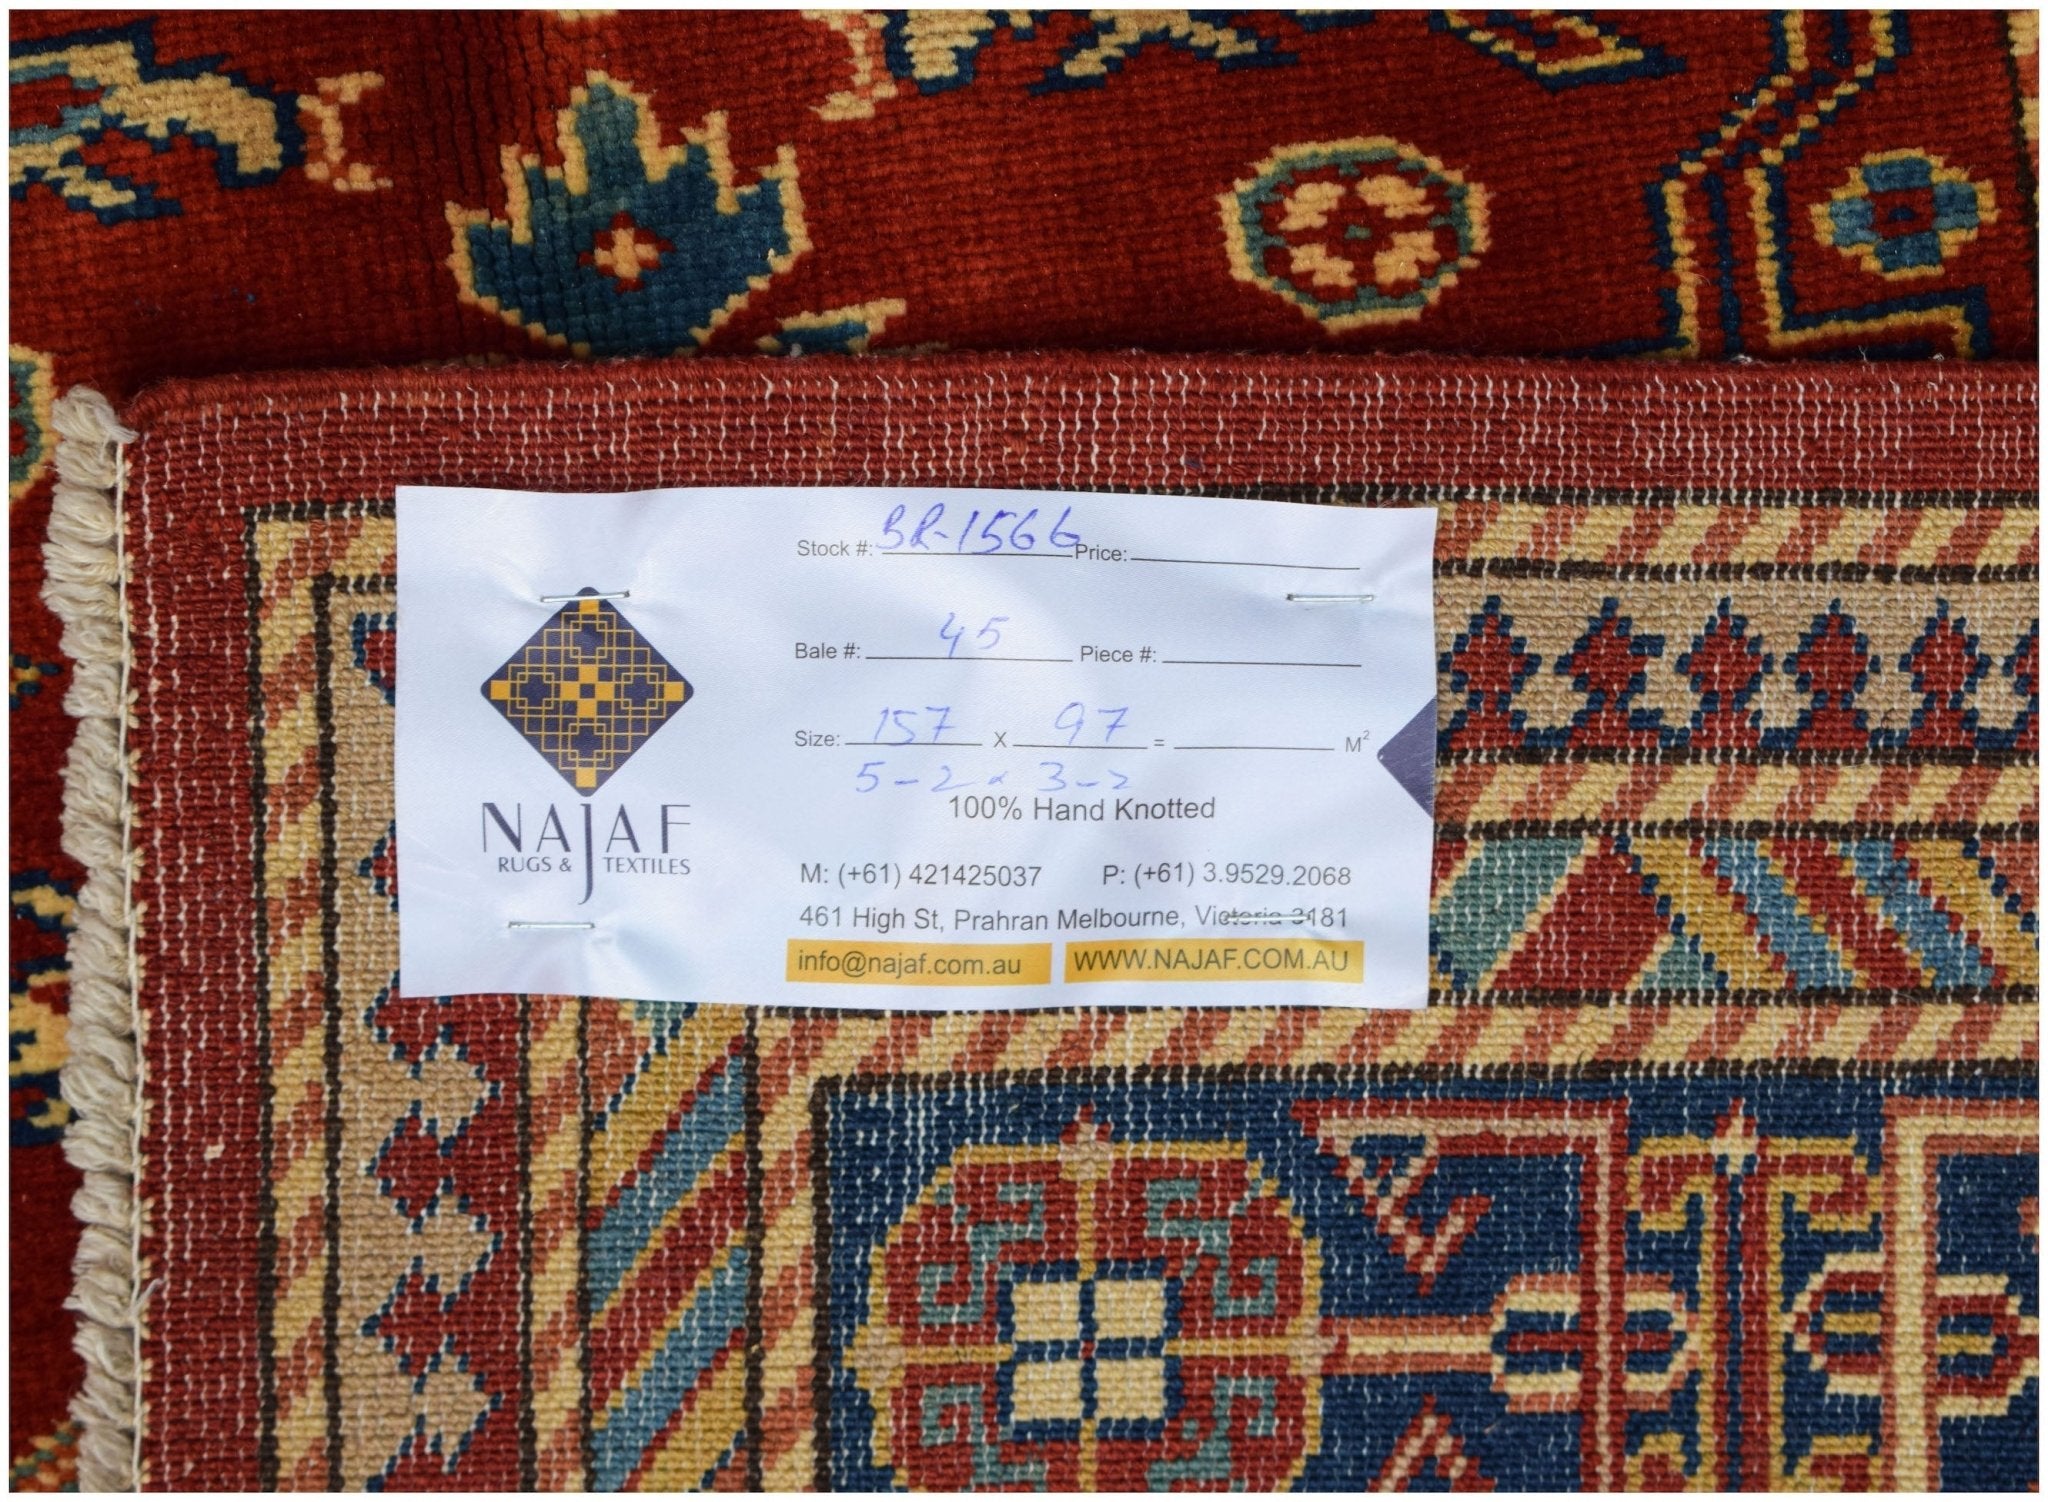 Stock #: BR-1566 Price:
Bale #: 45 Piece #:
Size: 157 X 97 = M²
5-2 x 3-2
100% Hand Knotted
NAJAF
RUGS & TEXTILES
M: (+61) 421425037 P: (+61) 3.9529.2068
461 High St, Prahran Melbourne, Victoria 3181
info@najaf.com.au WWW.NAJAF.COM.AU